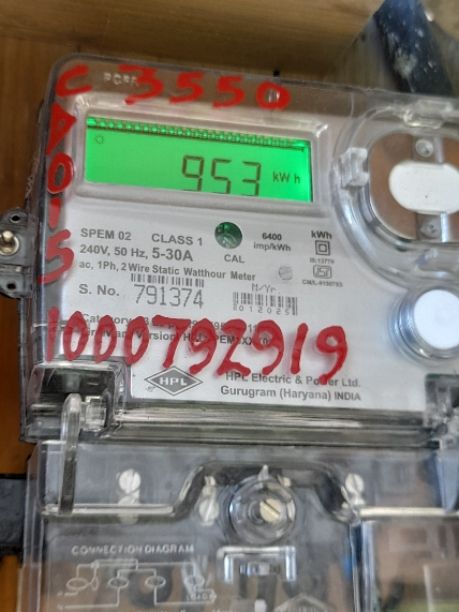 C 3550
953 kWh
SPEM 02 CLASS 1 6400 kWh
240V, 50 Hz, 5-30A CAL imp/kWh
ac, 1Ph, 2 Wire Static Watthour Meter
S. No. 791374
1000792919
HPL
HPL Electric & Power Ltd.
Gurugram (Haryana) INDIA
CONNECTION DIAGRAM